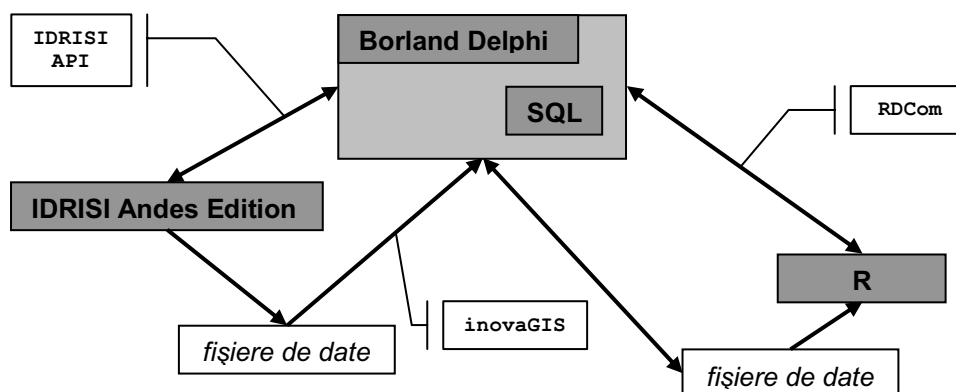 IDRISI
API
Borland Delphi
SQL
RDCom
IDRISI Andes Edition
R
inovaGIS
fişiere de date
fişiere de date